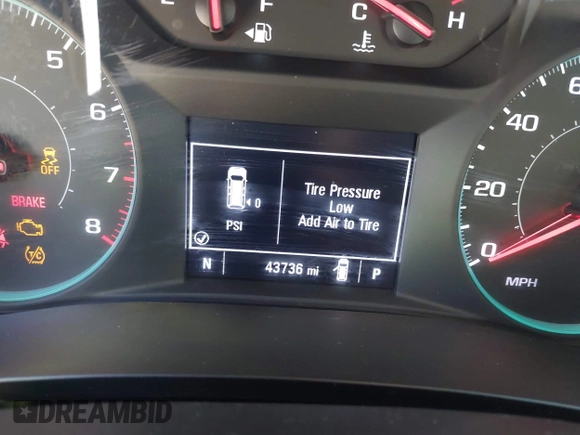 E
F
C
H
5
6
7
8
OFF
BRAKE
T/C
0
PSI
Tire Pressure
Low
Add Air to Tire
N
43736 mi
P
0
20
40
MPH
DREAMBID